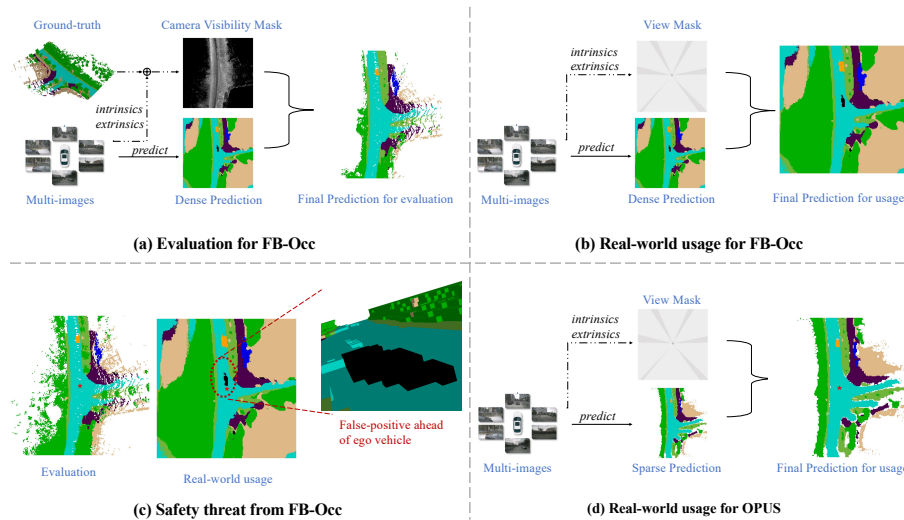 Ground-truth
Camera Visibility Mask
intrinsics
extrinsics
predict
Multi-images
Dense Prediction
Final Prediction for evaluation
(a) Evaluation for FB-Occ
View Mask
intrinsics
extrinsics
predict
Multi-images
Dense Prediction
Final Prediction for usage
(b) Real-world usage for FB-Occ
False-positive ahead
of ego vehicle
Evaluation
Real-world usage
(c) Safety threat from FB-Occ
View Mask
intrinsics
extrinsics
predict
Multi-images
Sparse Prediction
Final Prediction for usage
(d) Real-world usage for OPUS